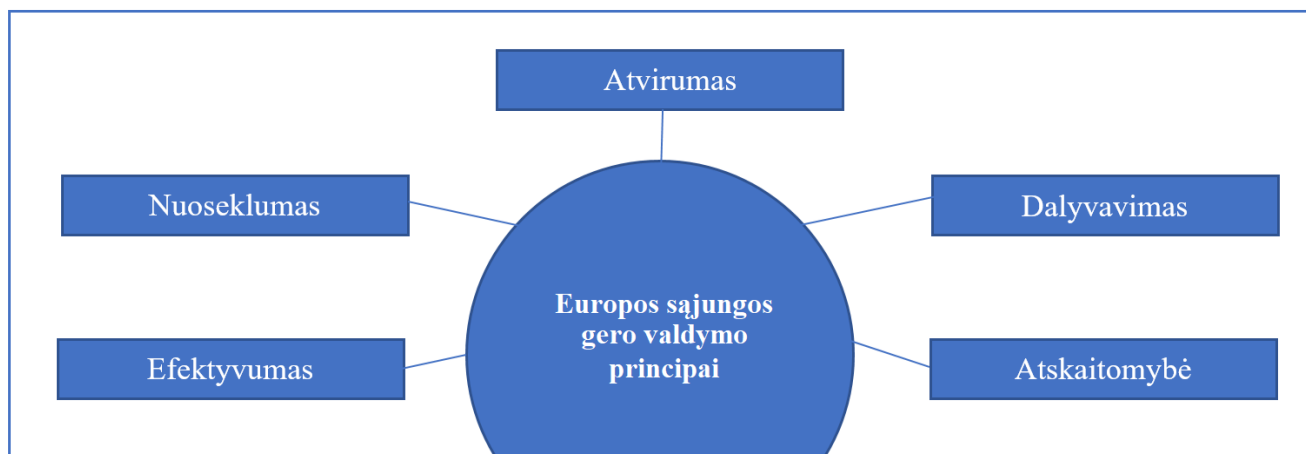 Atvirumas
Nuoseklumas
Dalyvavimas
Europos sąjungos
gero valdymo
principai
Efektyvumas
Atskaitomybė